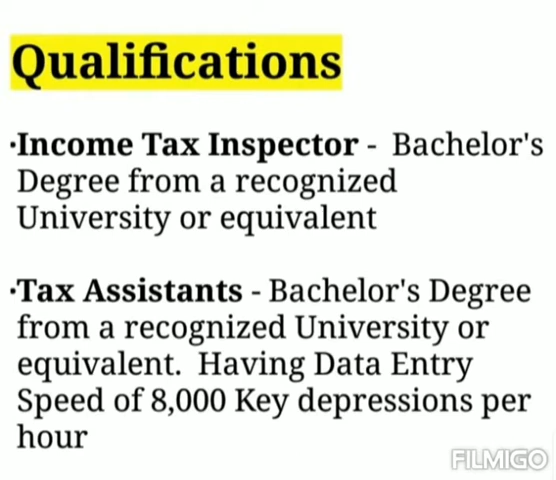 Qualifications
·Income Tax Inspector - Bachelor's
Degree from a recognized
University or equivalent
·Tax Assistants - Bachelor's Degree
from a recognized University or
equivalent. Having Data Entry
Speed of 8,000 Key depressions per
hour
FILMIGO